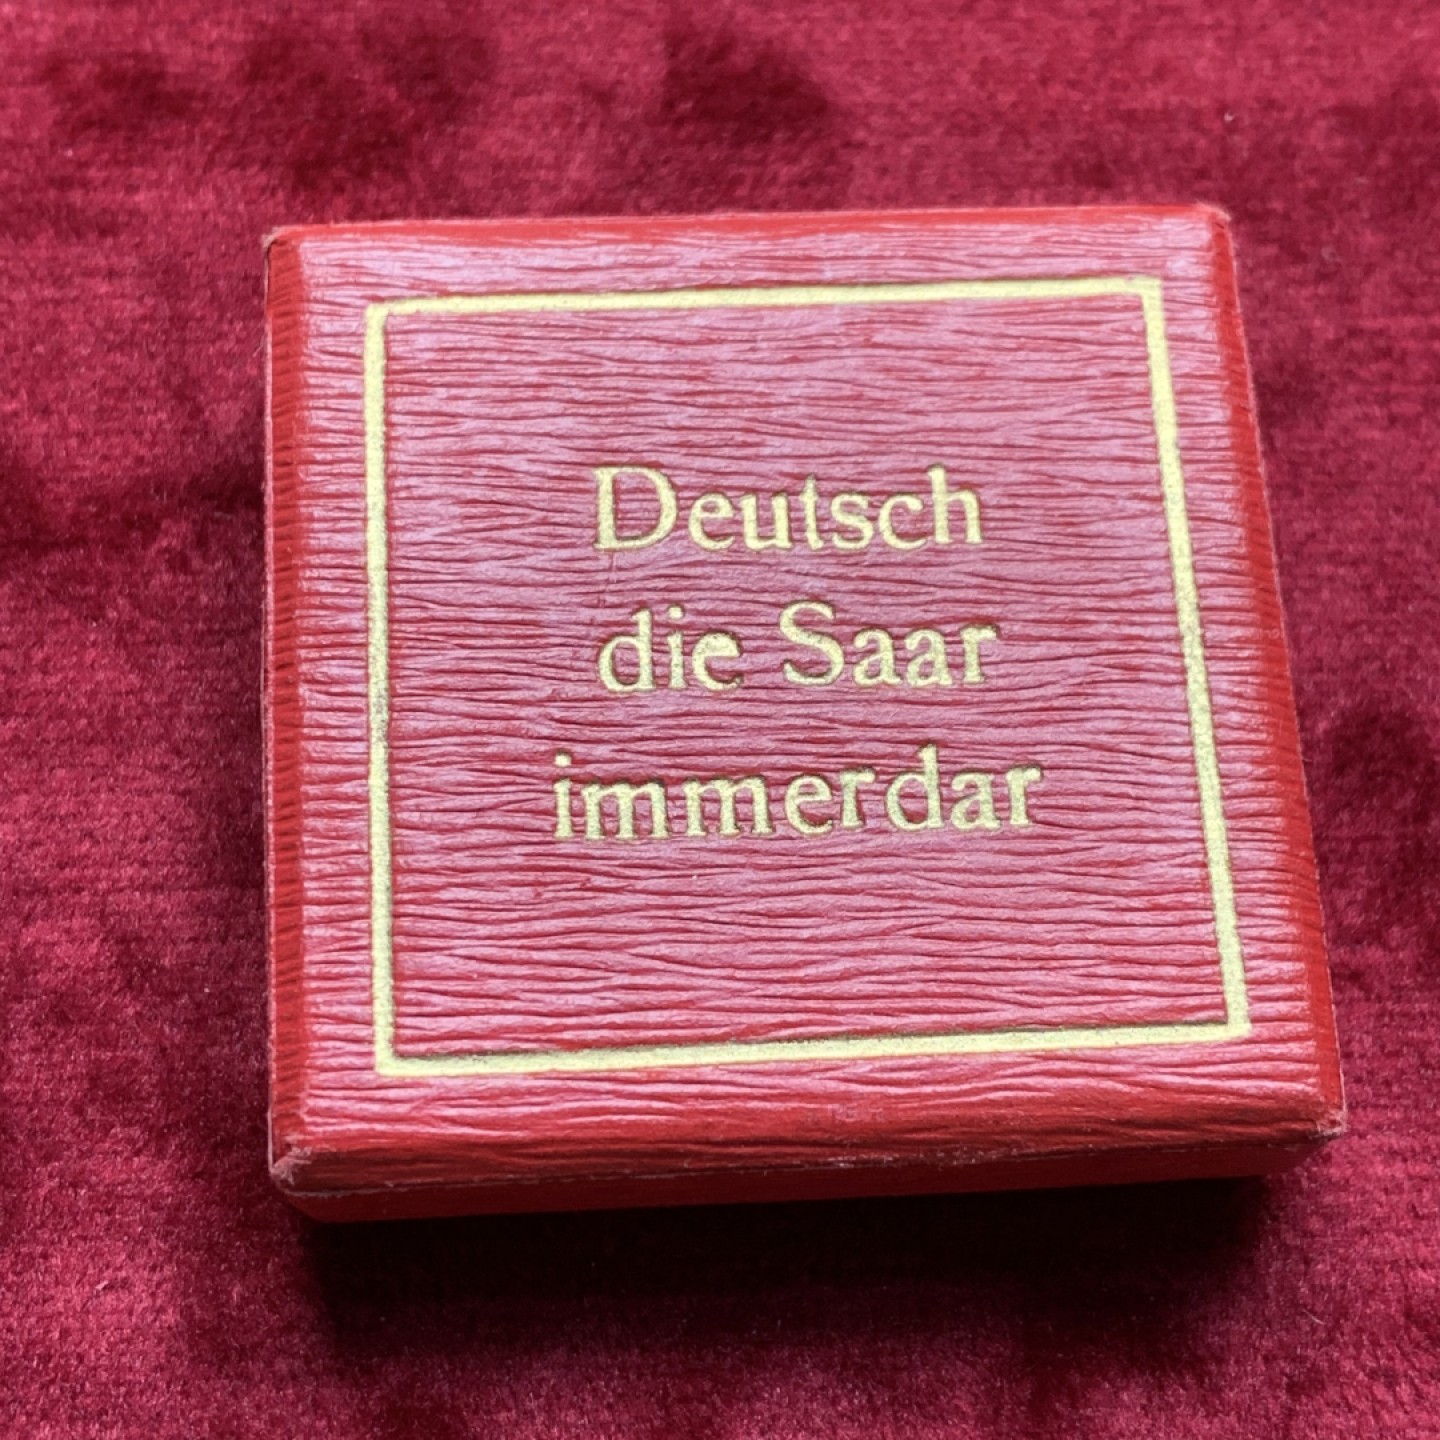 Deutsch
die Saar
immerdar